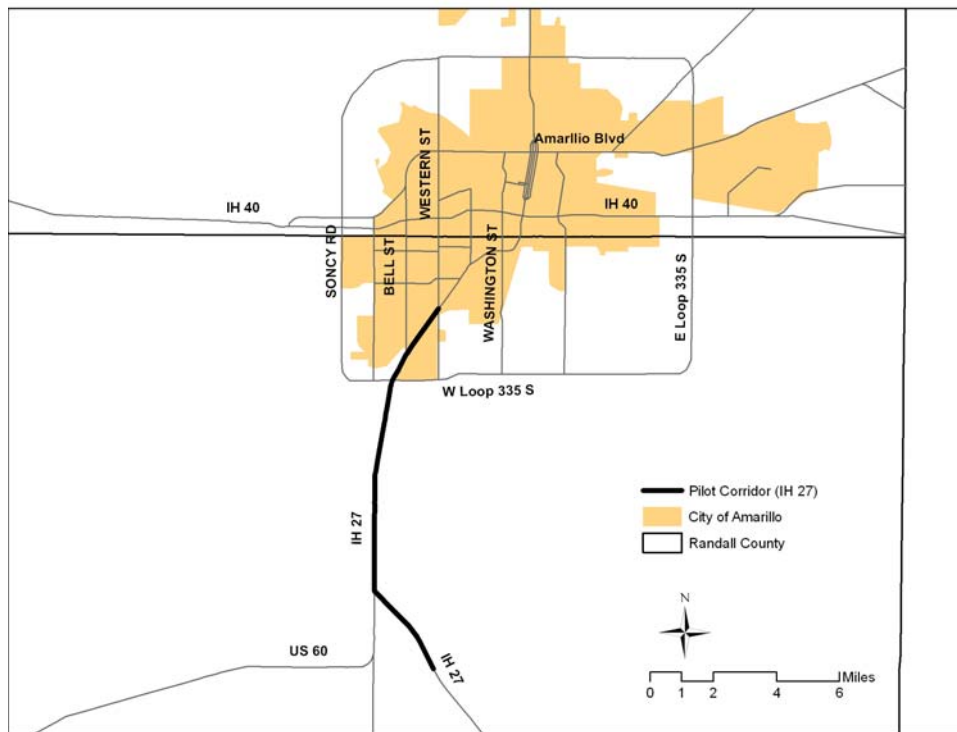 Amarllio Blvd
WESTERN ST
IH 40
IH 40
SONCY RD
BELL ST
WASHINGTON ST
E Loop 335 S
W Loop 335 S
Pilot Corridor (IH 27)
City of Amarillo
Randall County
IH 27
N
US 60
IH 27
Miles
0 1 2 4 6